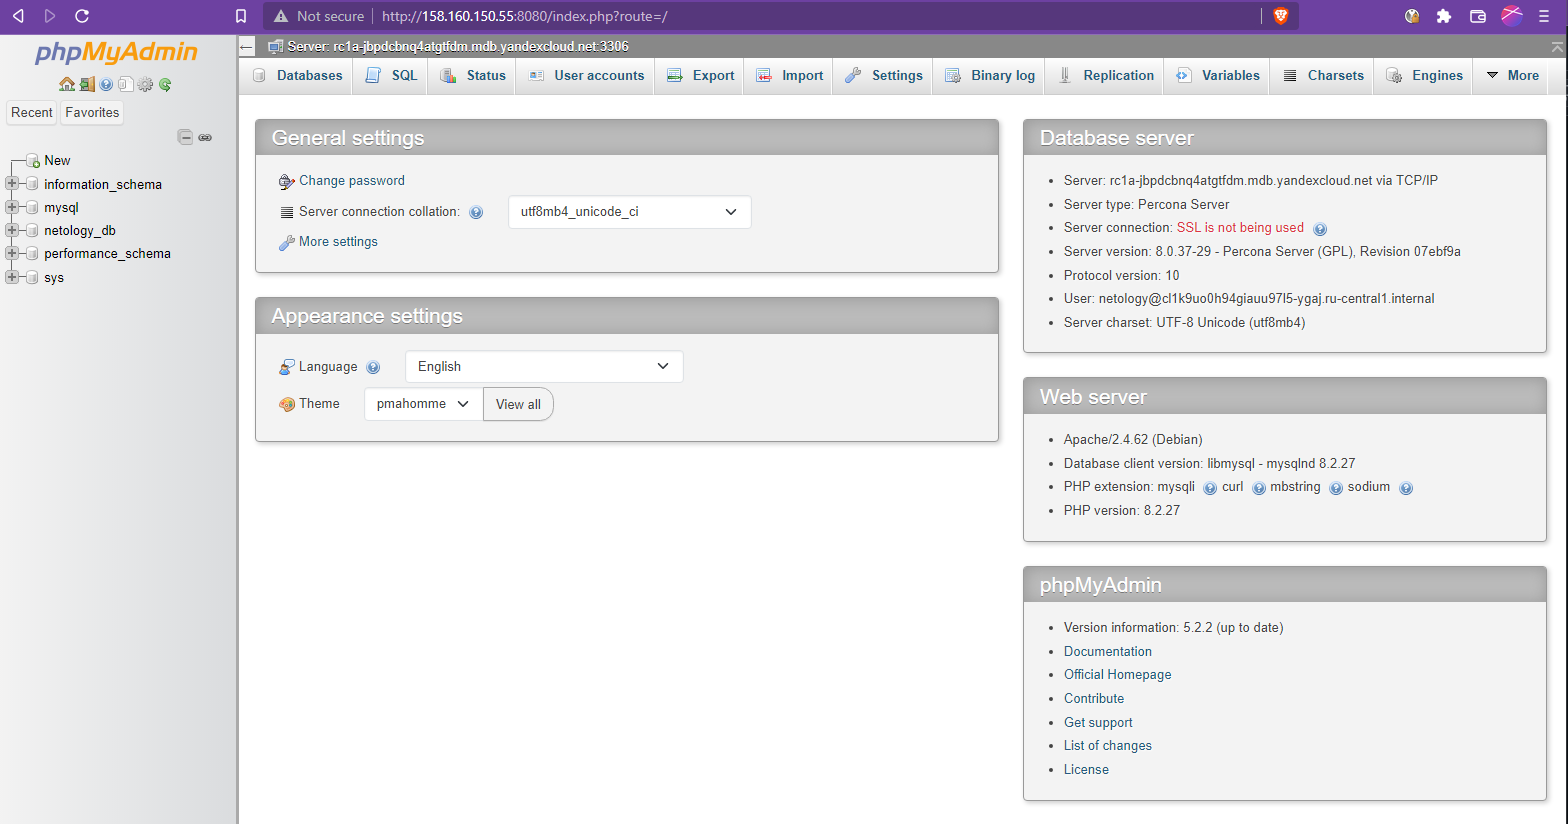 Not secure http://158.160.150.55:8080/index.php?route=/
phpMyAdmin
Recent Favorites
New
information_schema
mysql
netology_db
performance_schema
sys
Server: rc1a-jbpdcbnq4atgtfdm.mdb.yandexcloud.net:3306
Databases SQL Status User accounts Export Import Settings Binary log Replication Variables Charsets Engines More
General settings
Change password
Server connection collation: utf8mb4_unicode_ci
More settings
Appearance settings
Language English
Theme pmahomme View all
Database server
Server: rc1a-jbpdcbnq4atgtfdm.mdb.yandexcloud.net via TCP/IP
Server type: Percona Server
Server connection: SSL is not being used
Server version: 8.0.37-29 - Percona Server (GPL), Revision 07ebf9a
Protocol version: 10
User: netology@cl1k9uo0h94giauu97l5-ygaj.ru-central1.internal
Server charset: UTF-8 Unicode (utf8mb4)
Web server
Apache/2.4.62 (Debian)
Database client version: libmysql - mysqlnd 8.2.27
PHP extension: mysqli curl mbstring sodium
PHP version: 8.2.27
phpMyAdmin
Version information: 5.2.2 (up to date)
Documentation
Official Homepage
Contribute
Get support
List of changes
License